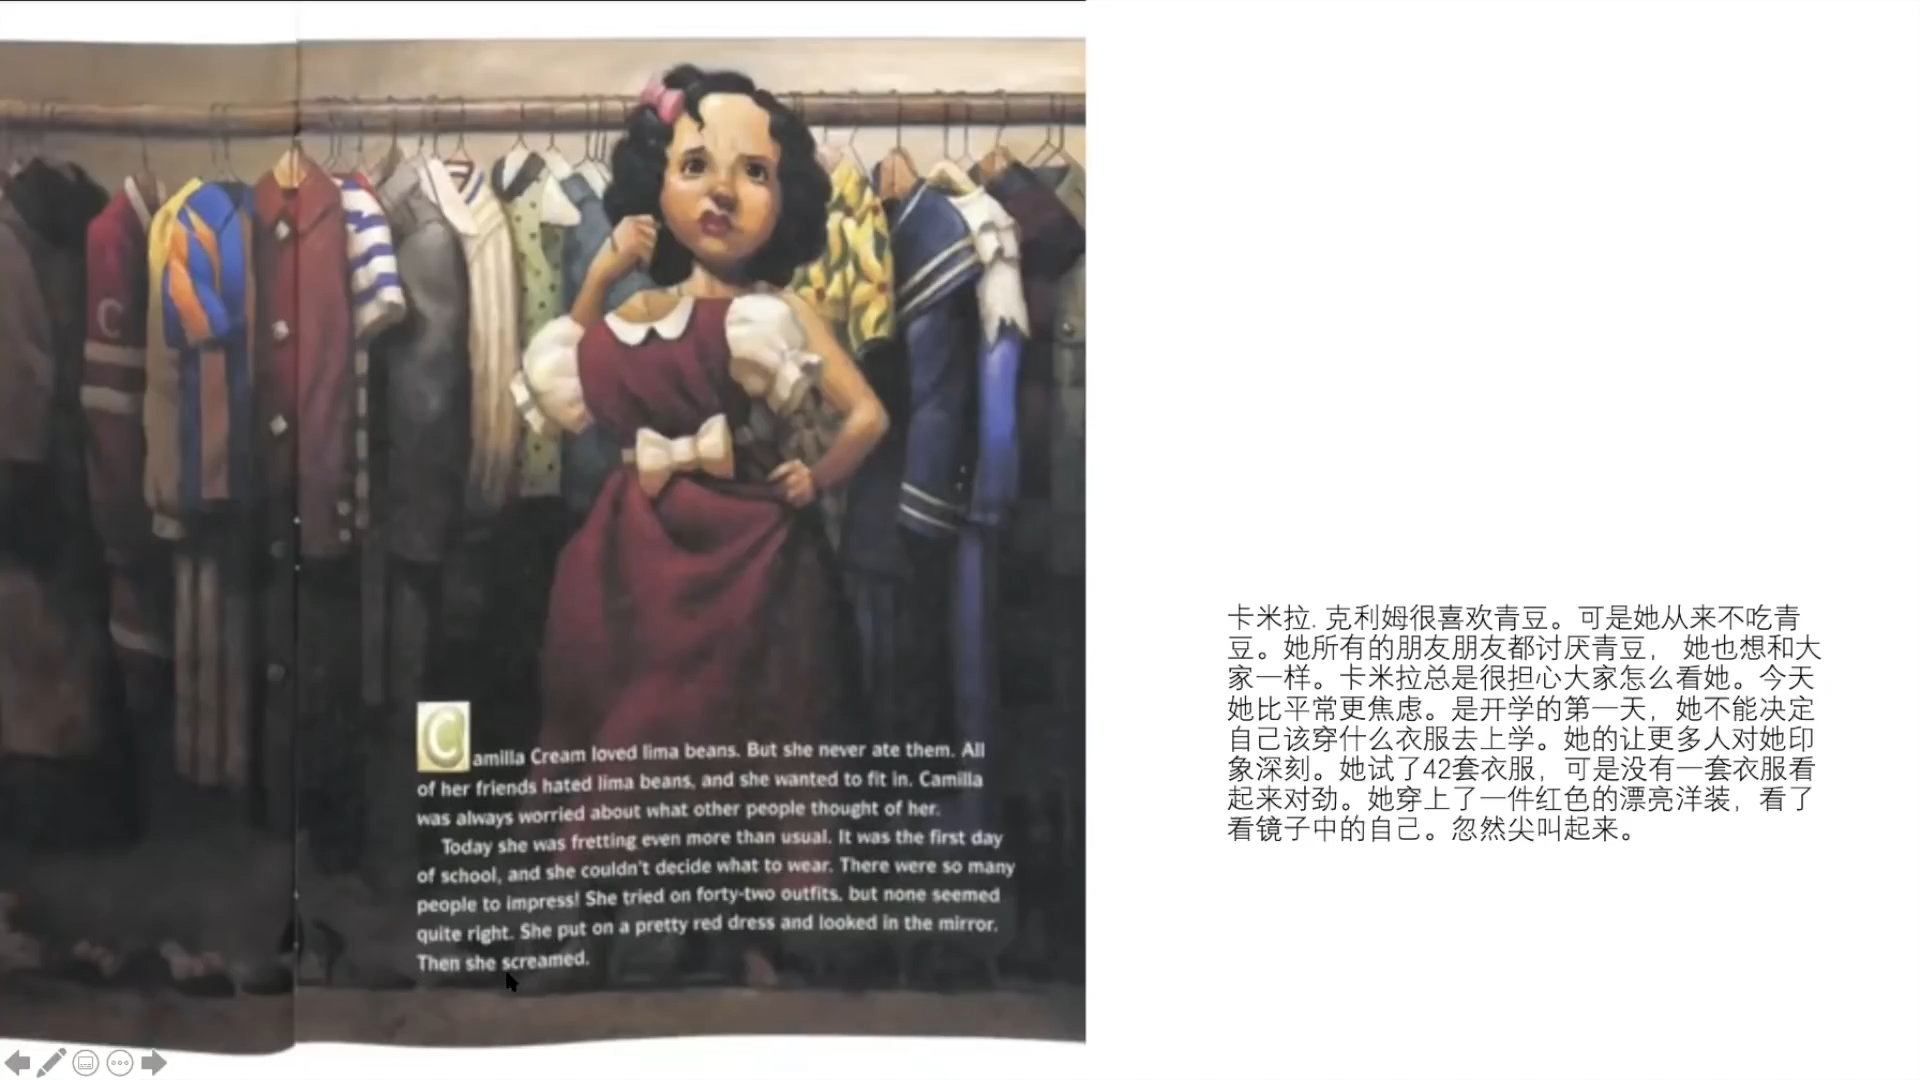 C
Camilla Cream loved lima beans. But she never ate them. All
of her friends hated lima beans, and she wanted to fit in. Camilla
was always worried about what other people thought of her.
Today she was fretting even more than usual. It was the first day
of school, and she couldn't decide what to wear. There were so many
people to impress! She tried on forty-two outfits, but none seemed
quite right. She put on a pretty red dress and looked in the mirror.
Then she screamed.
卡米拉. 克利姆很喜欢青豆。可是她从来不吃青
豆。她所有的朋友朋友都讨厌青豆， 她也想和大
家一样。卡米拉总是很担心大家怎么看她。今天
她比平常更焦虑。是开学的第一天，她不能决定
自己该穿什么衣服去上学。她的让更多人对她印
象深刻。她试了42套衣服，可是没有一套衣服看
起来对劲。她穿上了一件红色的漂亮洋装，看了
看镜子中的自己。忽然尖叫起来。